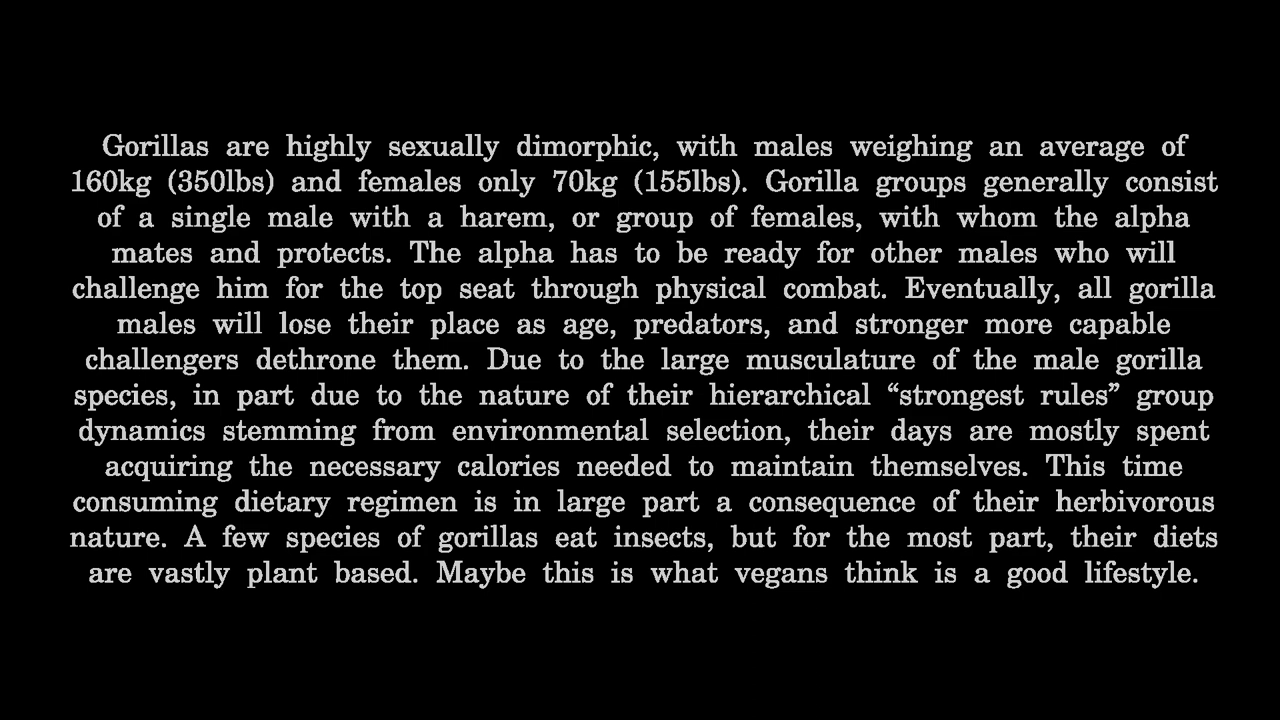 Gorillas are highly sexually dimorphic, with males weighing an average of
160kg (350lbs) and females only 70kg (155lbs). Gorilla groups generally consist
of a single male with a harem, or group of females, with whom the alpha
mates and protects. The alpha has to be ready for other males who will
challenge him for the top seat through physical combat. Eventually, all gorilla
males will lose their place as age, predators, and stronger more capable
challengers dethrone them. Due to the large musculature of the male gorilla
species, in part due to the nature of their hierarchical “strongest rules” group
dynamics stemming from environmental selection, their days are mostly spent
acquiring the necessary calories needed to maintain themselves. This time
consuming dietary regimen is in large part a consequence of their herbivorous
nature. A few species of gorillas eat insects, but for the most part, their diets
are vastly plant based. Maybe this is what vegans think is a good lifestyle.